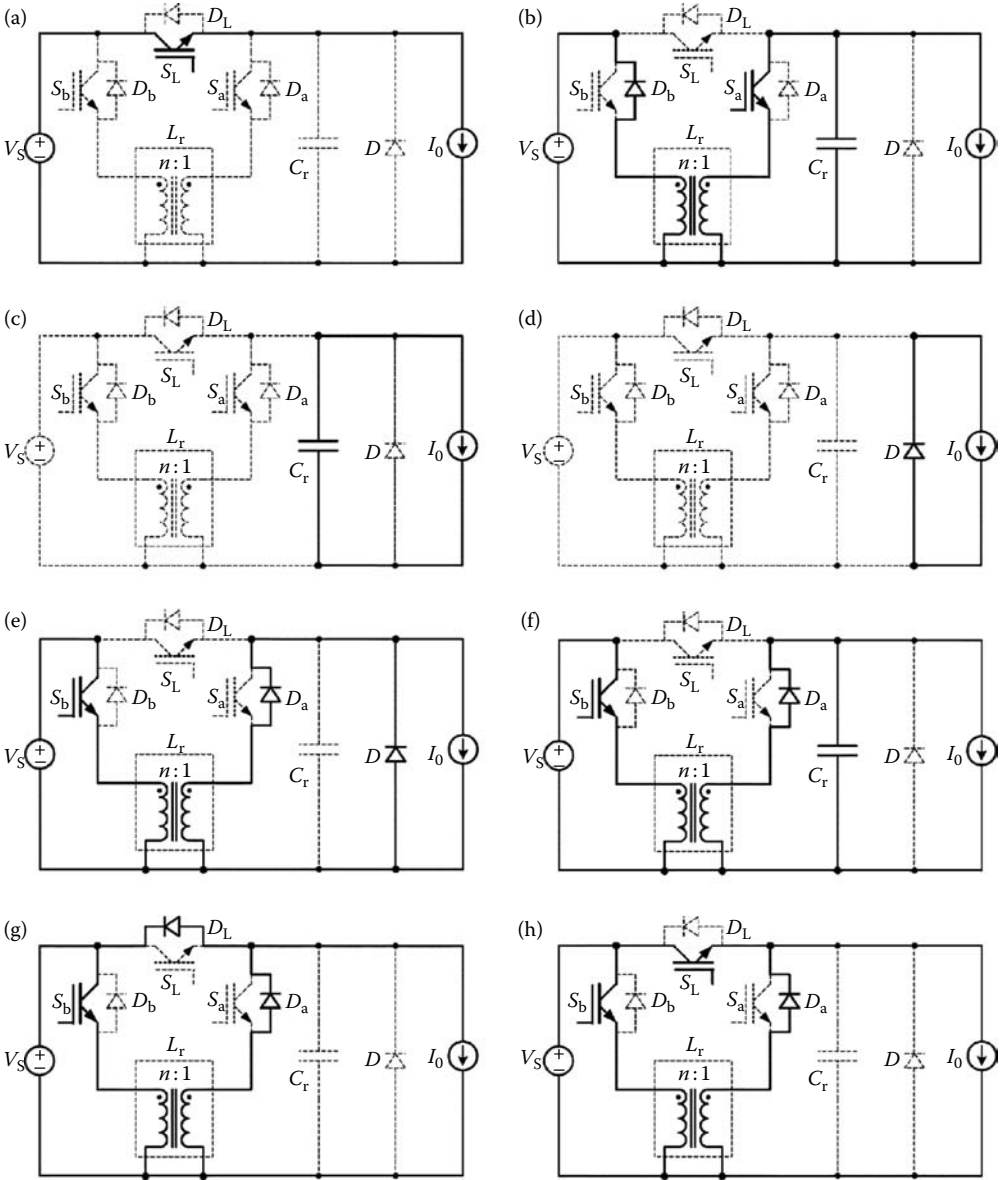 (a)
D_L
S_L
S_b
D_b
S_a
D_a
L_r
n : 1
V_S
+
−
C_r
D
I_0
(b)
D_L
S_L
S_b
D_b
S_a
D_a
L_r
n : 1
V_S
+
−
C_r
D
I_0
(c)
D_L
S_L
S_b
D_b
S_a
D_a
L_r
n : 1
V_S
+
−
C_r
D
I_0
(d)
D_L
S_L
S_b
D_b
S_a
D_a
L_r
n : 1
V_S
+
−
C_r
D
I_0
(e)
D_L
S_L
S_b
D_b
S_a
D_a
L_r
n : 1
V_S
+
−
C_r
D
I_0
(f)
D_L
S_L
S_b
D_b
S_a
D_a
L_r
n : 1
V_S
+
−
C_r
D
I_0
(g)
D_L
S_L
S_b
D_b
S_a
D_a
L_r
n : 1
V_S
+
−
C_r
D
I_0
(h)
D_L
S_L
S_b
D_b
S_a
D_a
L_r
n : 1
V_S
+
−
C_r
D
I_0